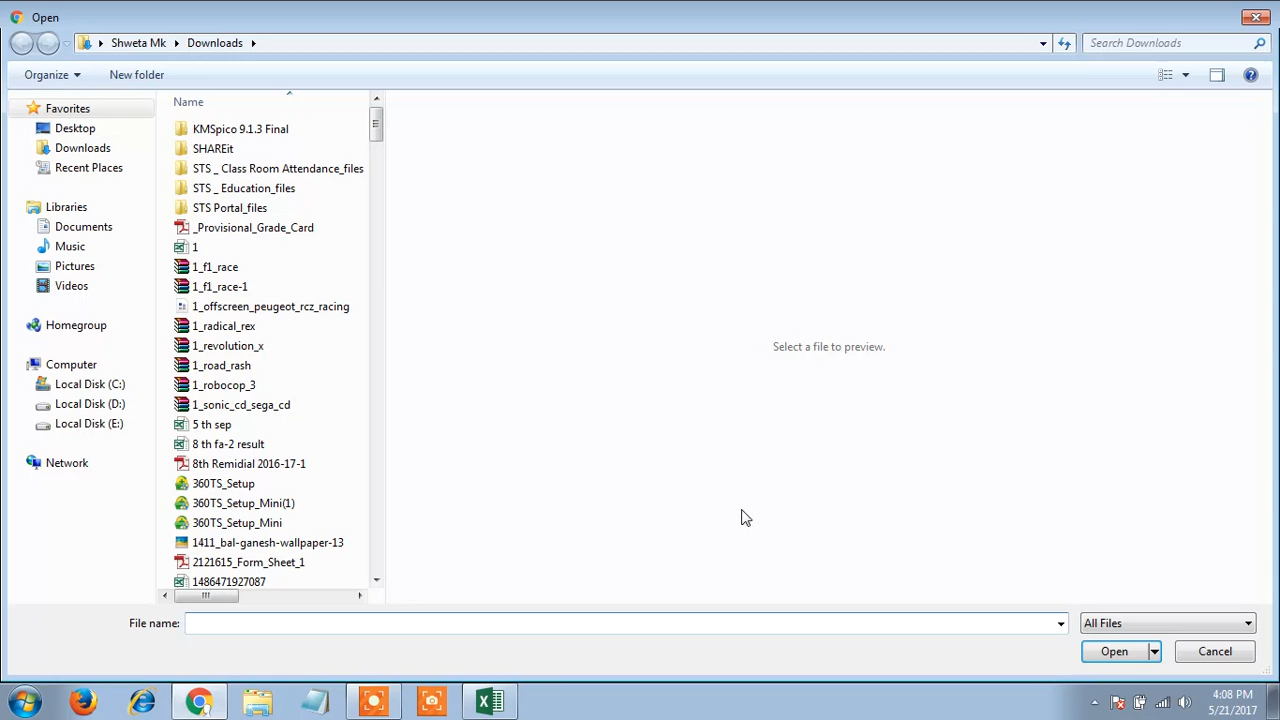 Open
Shweta Mk Downloads
Search Downloads
Organize
New folder
Favorites
Desktop
Downloads
Recent Places
Libraries
Documents
Music
Pictures
Videos
Homegroup
Computer
Local Disk (C:)
Local Disk (D:)
Local Disk (E:)
Network
Name
KMSpico 9.1.3 Final
SHAREit
STS _ Class Room Attendance_files
STS _ Education_files
STS Portal_files
_Provisional_Grade_Card
1
1_f1_race
1_f1_race-1
1_offscreen_peugeot_rcz_racing
1_radical_rex
1_revolution_x
1_road_rash
1_robocop_3
1_sonic_cd_sega_cd
5 th sep
8 th fa-2 result
8th Remidial 2016-17-1
360TS_Setup
360TS_Setup_Mini(1)
360TS_Setup_Mini
1411_bal-ganesh-wallpaper-13
2121615_Form_Sheet_1
1486471927087
Select a file to preview.
File name:
All Files
Open
Cancel
4:08 PM
5/21/2017